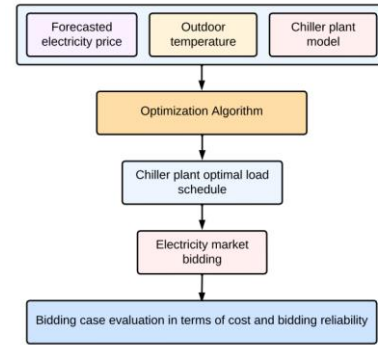 Forecasted
electricity price
Outdoor
temperature
Chiller plant
model
Optimization Algorithm
Chiller plant optimal load
schedule
Electricity market
bidding
Bidding case evaluation in terms of cost and bidding reliability